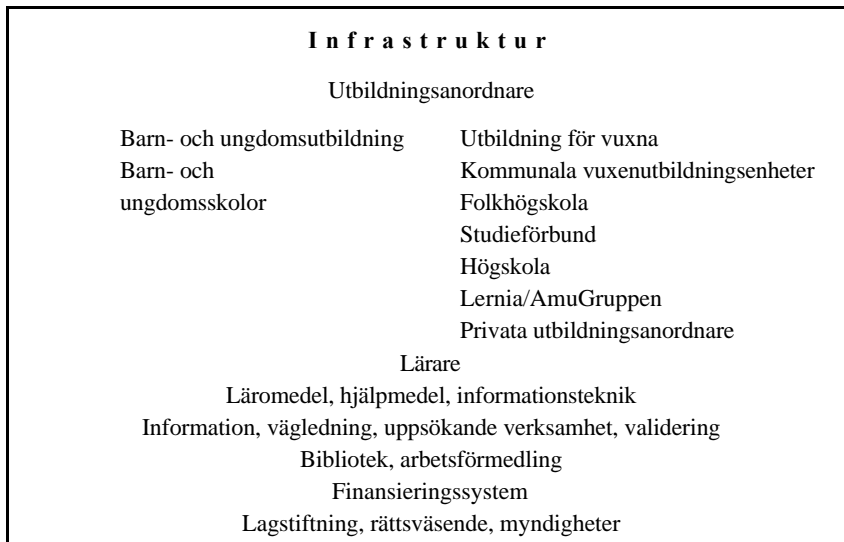 Infrastruktur
Utbildningsanordnare
Barn- och ungdomsutbildning
Barn- och
ungdomsskolor
Utbildning för vuxna
Kommunala vuxenutbildningsenheter
Folkhögskola
Studieförbund
Högskola
Lernia/AmuGruppen
Privata utbildningsanordnare
Lärare
Läromedel, hjälpmedel, informationsteknik
Information, vägledning, uppsökande verksamhet, validering
Bibliotek, arbetsförmedling
Finansieringssystem
Lagstiftning, rättsväsende, myndigheter